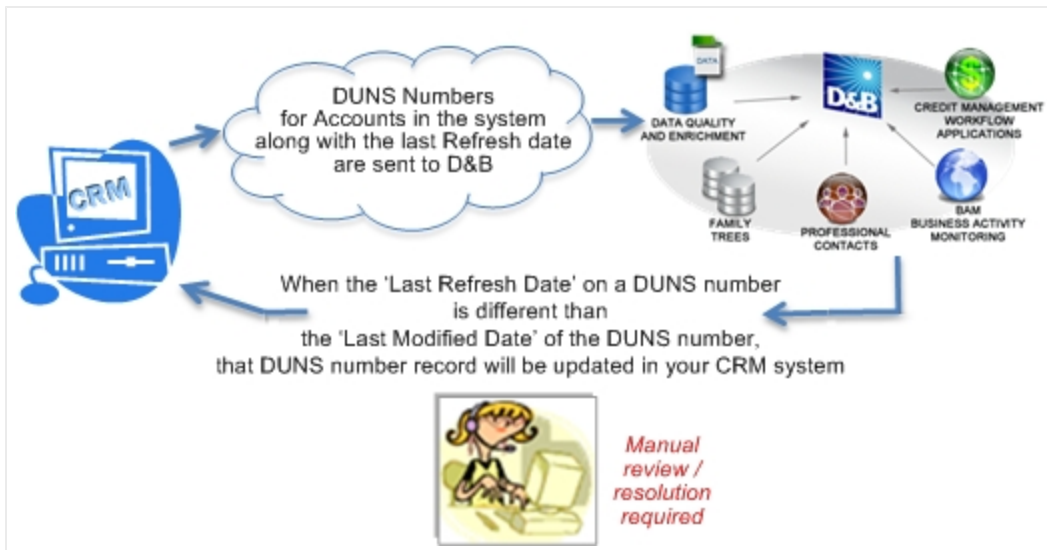 DUNS Numbers
for Accounts in the system
along with the last Refresh date
are sent to D&B
CRM
DATA
DATA QUALITY
AND ENRICHMENT
D&B
CREDIT MANAGEMENT
WORKFLOW
APPLICATIONS
FAMILY
TREES
PROFESSIONAL
CONTACTS
BAM
BUSINESS ACTIVITY
MONITORING
When the ‘Last Refresh Date’ on a DUNS number
is different than
the ‘Last Modified Date’ of the DUNS number,
that DUNS number record will be updated in your CRM system
Manual
review /
resolution
required